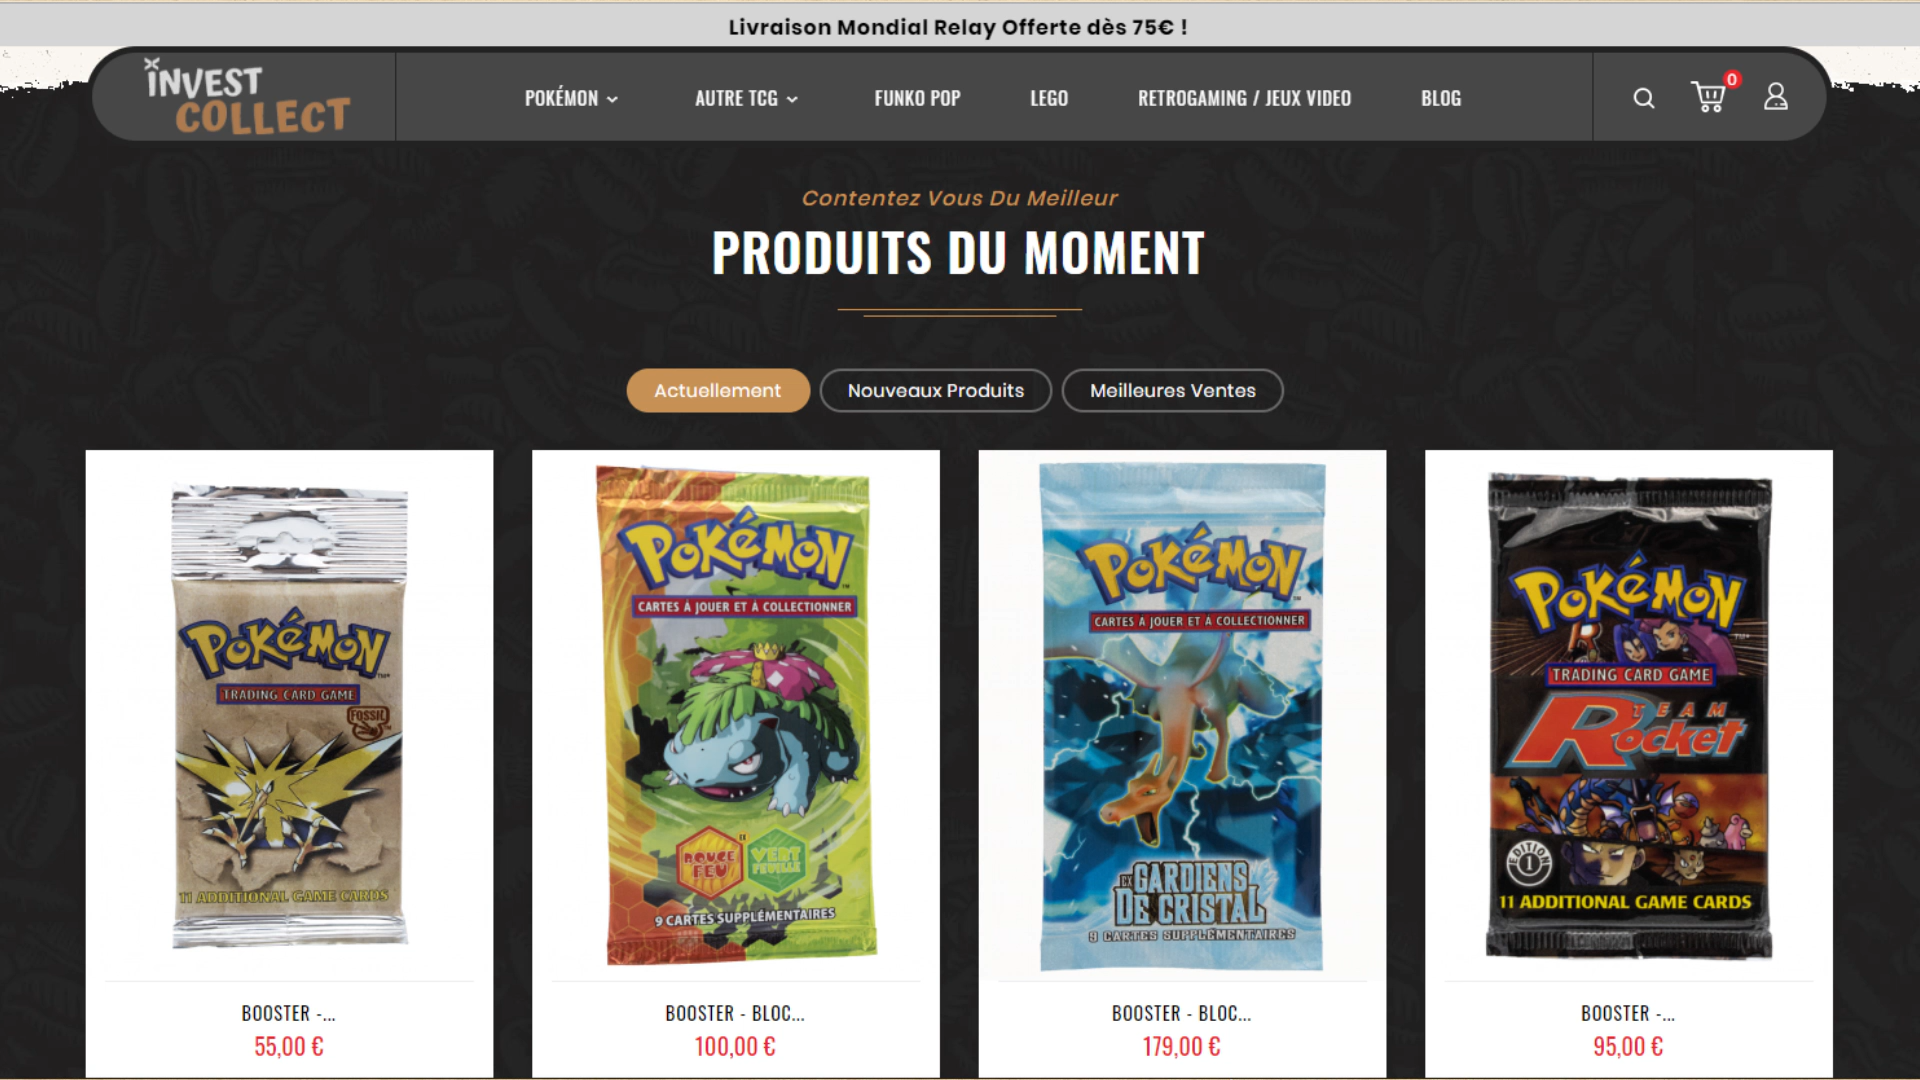 Livraison Mondial Relay Offerte dès 75€ !
INVEST
COLLECT
POKÉMON
AUTRE TCG
FUNKO POP
LEGO
RETROGAMING / JEUX VIDEO
BLOG
0
Contentez Vous Du Meilleur
PRODUITS DU MOMENT
Actuellement
Nouveaux Produits
Meilleures Ventes
POKéMON
TRADING CARD GAME
FOSSIL
11 ADDITIONAL GAME CARDS
BOOSTER -...
55,00 €
POKéMON
CARTES À JOUER ET À COLLECTIONNER
ROUGE FEU
VERT FEUILLE
9 CARTES SUPPLÉMENTAIRES
BOOSTER - BLOC...
100,00 €
POKéMON
CARTES À JOUER ET À COLLECTIONNER
EX GARDIENS
DE CRISTAL
9 CARTES SUPPLÉMENTAIRES
BOOSTER - BLOC...
179,00 €
POKéMON
TRADING CARD GAME
TEAM
Rocket
EDITION
1
11 ADDITIONAL GAME CARDS
BOOSTER -...
95,00 €